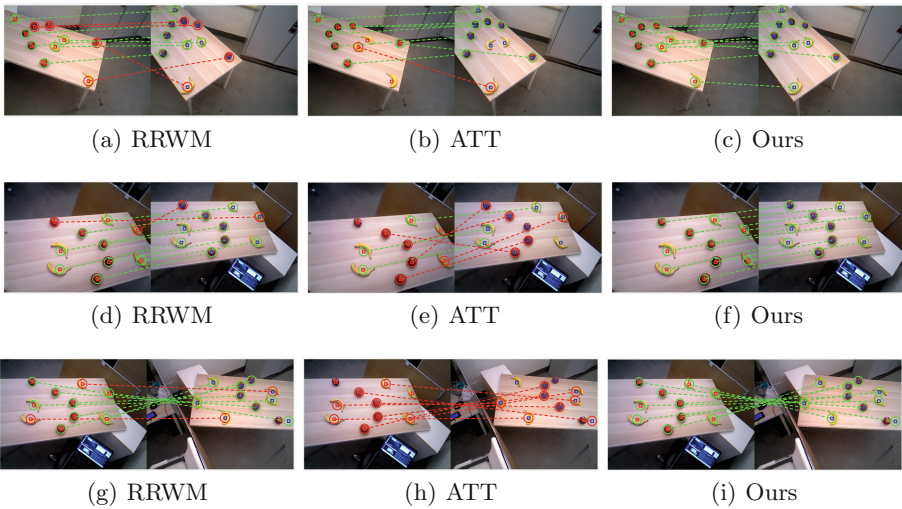 (a) RRWM (b) ATT (c) Ours
(d) RRWM (e) ATT (f) Ours
(g) RRWM (h) ATT (i) Ours